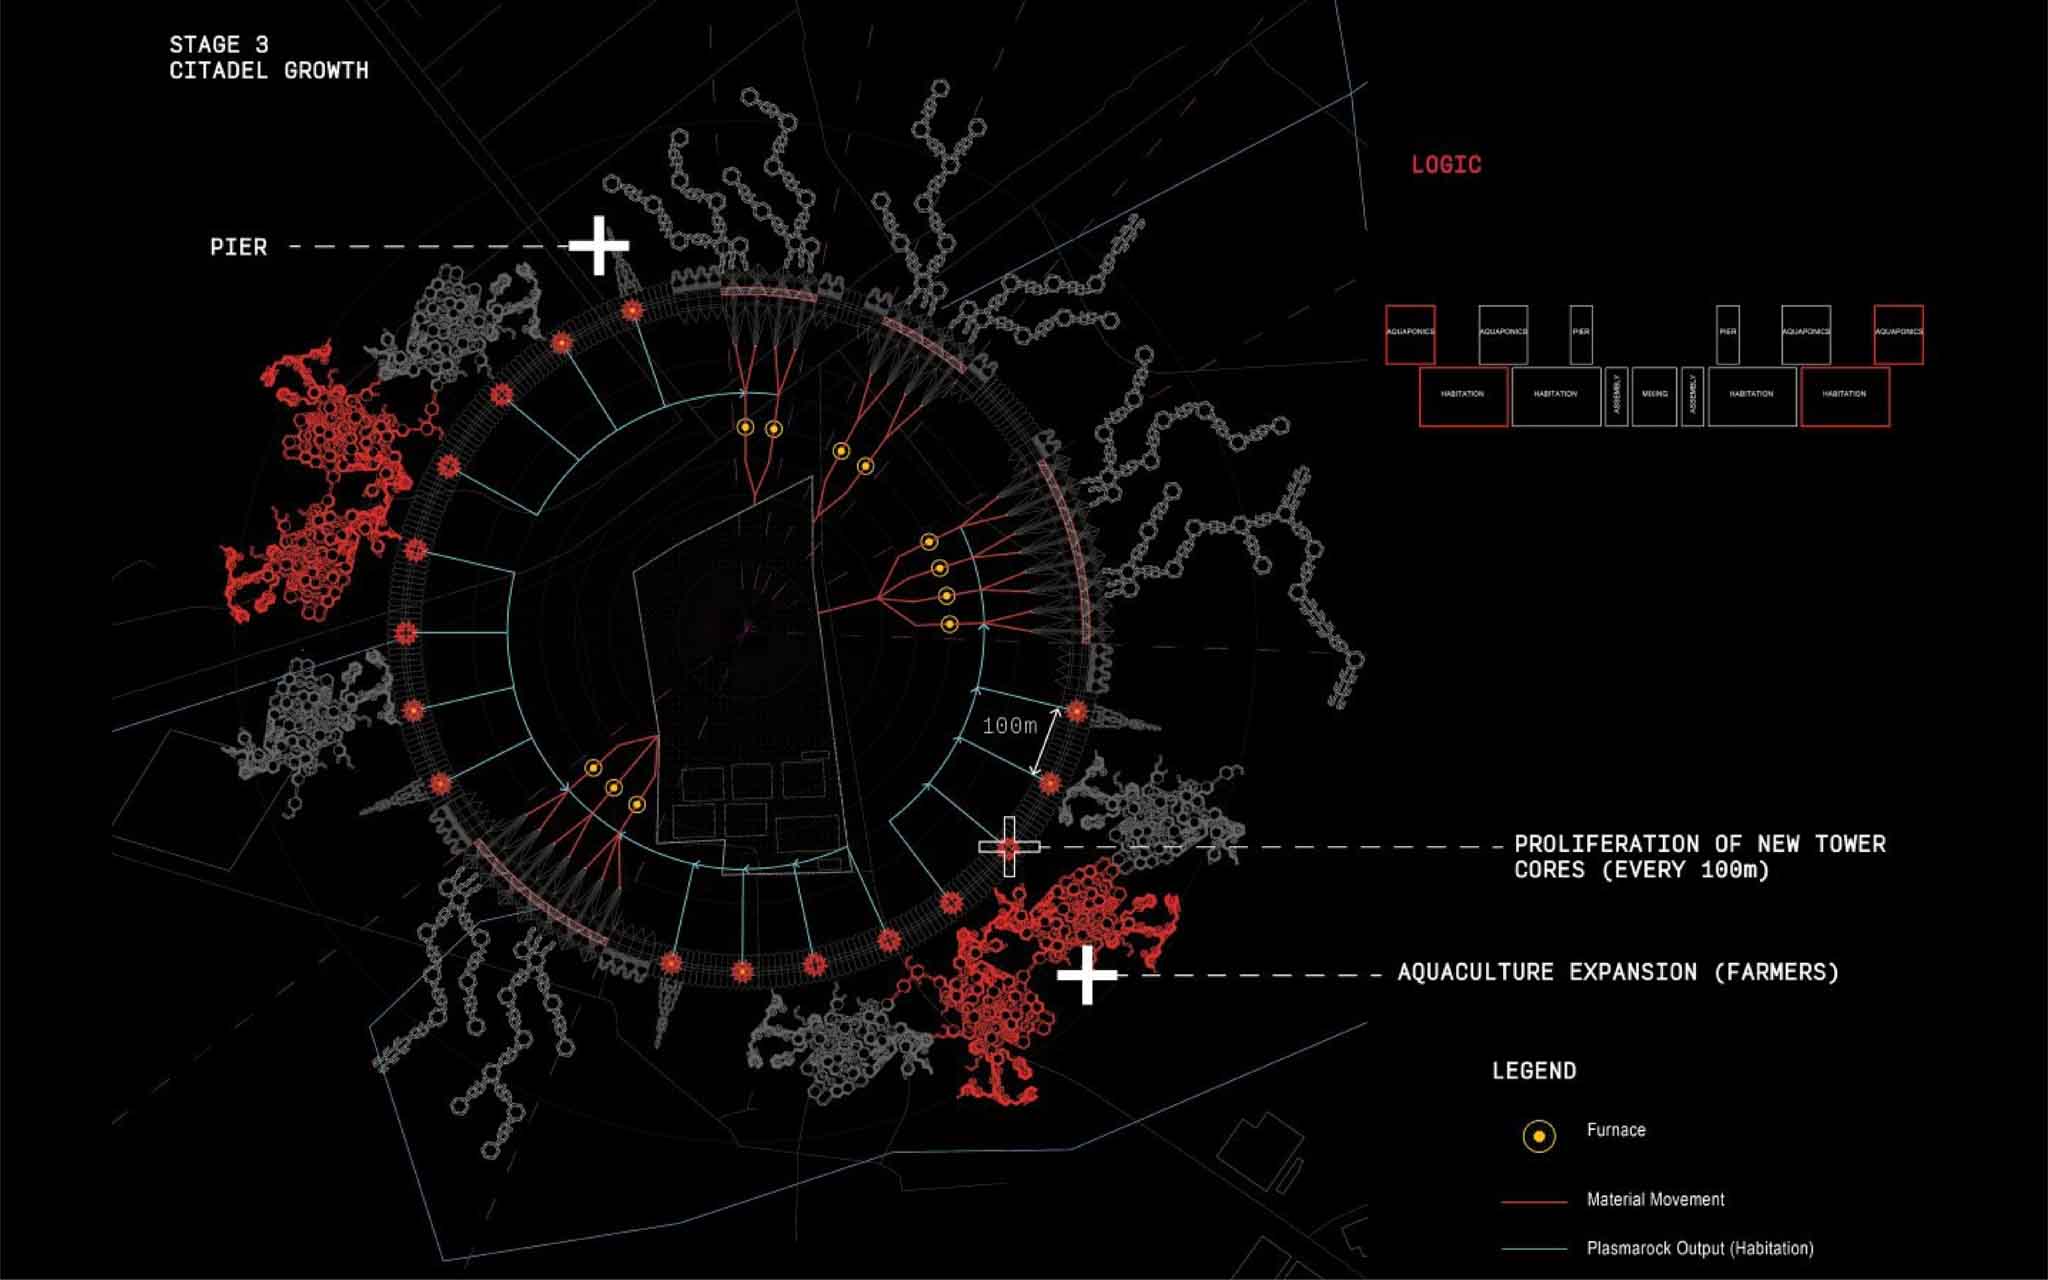 STAGE 3
CITADEL GROWTH
LOGIC
PIER
AQUAPONICS AQUAPONICS PIER PIER AQUAPONICS AQUAPONICS
HABITATION HABITATION ASSEMBLY MIXING ASSEMBLY HABITATION HABITATION
100m
PROLIFERATION OF NEW TOWER
CORES (EVERY 100m)
AQUACULTURE EXPANSION (FARMERS)
LEGEND
Furnace
Material Movement
Plasmarock Output (Habitation)